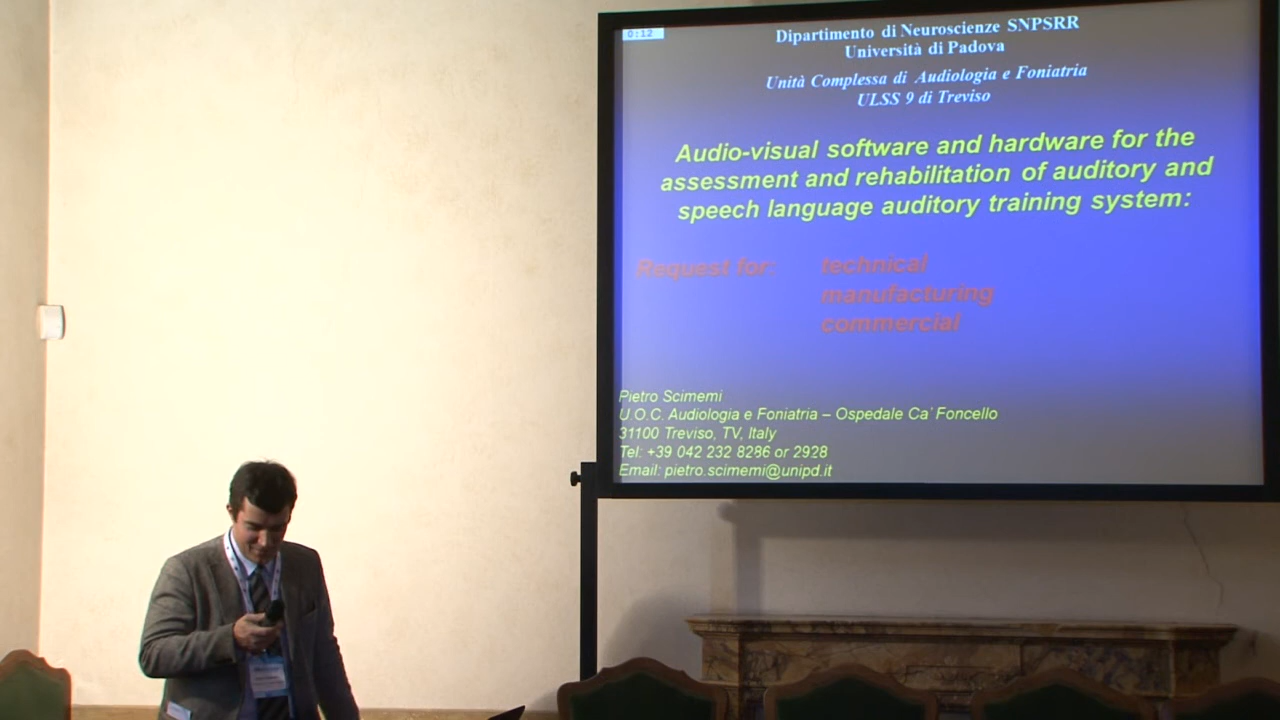 0:12
Dipartimento di Neuroscienze SNPSRR
Università di Padova
Unità Complessa di Audiologia e Foniatria
ULSS 9 di Treviso
Audio-visual software and hardware for the
assessment and rehabilitation of auditory and
speech language auditory training system:
Request for: technical
manufacturing
commercial
Pietro Scimemi
U.O.C. Audiologia e Foniatria – Ospedale Ca' Foncello
31100 Treviso, TV, Italy
Tel: +39 042 232 8286 or 2928
Email: pietro.scimemi@unipd.it